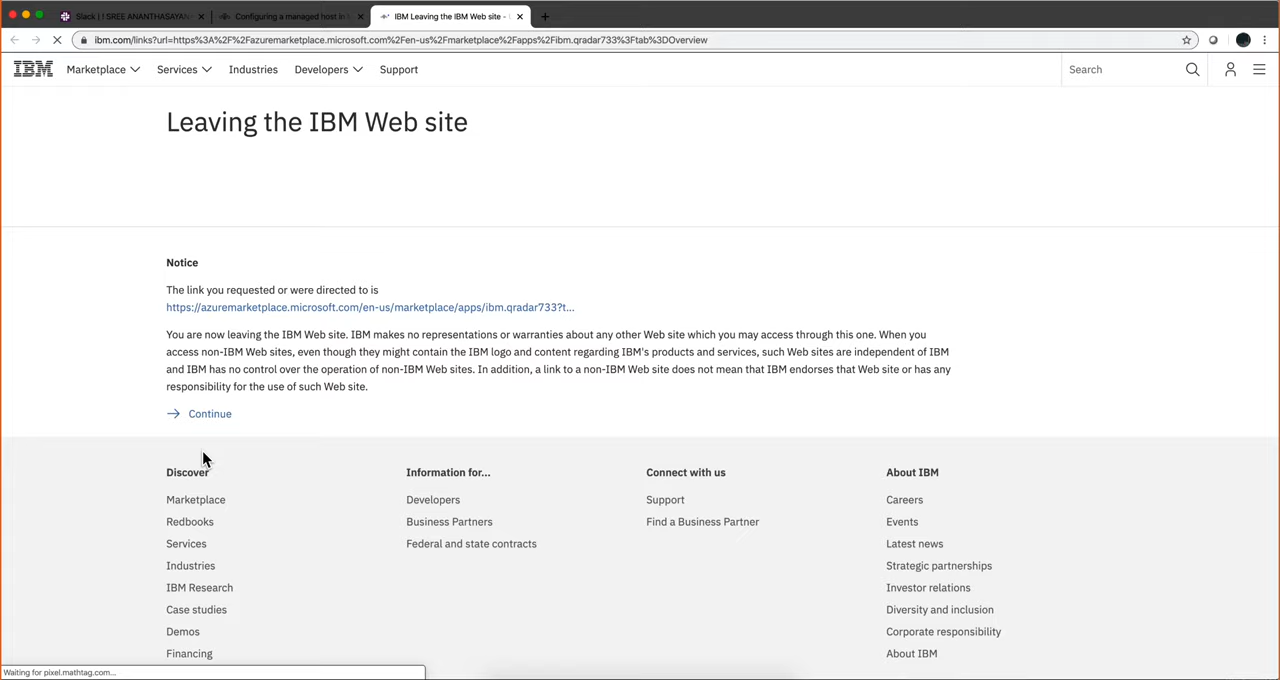 Slack | ! SREE ANANTHASAYAN
Configuring a managed host in
IBM Leaving the IBM Web site -
ibm.com/links?url=https%3A%2F%2Fazuremarketplace.microsoft.com%2Fen-us%2Fmarketplace%2Fapps%2Fibm.qradar733%3Ftab%3DOverview
IBM Marketplace Services Industries Developers Support Search
Leaving the IBM Web site
Notice
The link you requested or were directed to is
https://azuremarketplace.microsoft.com/en-us/marketplace/apps/ibm.qradar733?t...
You are now leaving the IBM Web site. IBM makes no representations or warranties about any other Web site which you may access through this one. When you
access non-IBM Web sites, even though they might contain the IBM logo and content regarding IBM's products and services, such Web sites are independent of IBM
and IBM has no control over the operation of non-IBM Web sites. In addition, a link to a non-IBM Web site does not mean that IBM endorses that Web site or has any
responsibility for the use of such Web site.
Continue
Discover
Marketplace
Redbooks
Services
Industries
IBM Research
Case studies
Demos
Financing
Information for...
Developers
Business Partners
Federal and state contracts
Connect with us
Support
Find a Business Partner
About IBM
Careers
Events
Latest news
Strategic partnerships
Investor relations
Diversity and inclusion
Corporate responsibility
About IBM
Waiting for pixel.mathtag.com...